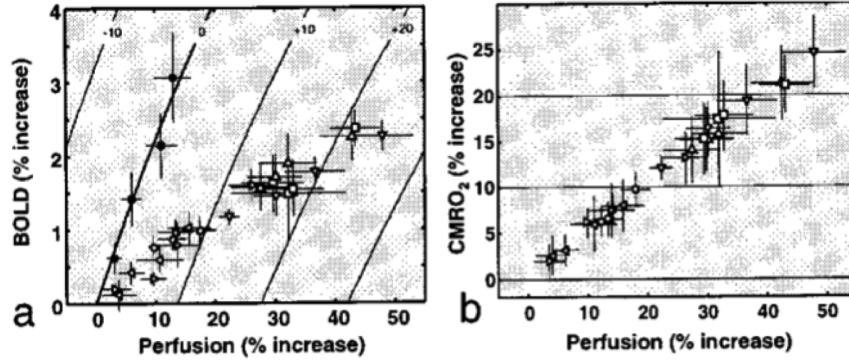 -10 0 +10 +20
4
3
2
1
0
BOLD (% increase)
0 10 20 30 40 50
Perfusion (% increase)
a
25
20
15
10
5
0
CMRO₂ (% increase)
0 10 20 30 40 50
Perfusion (% increase)
b